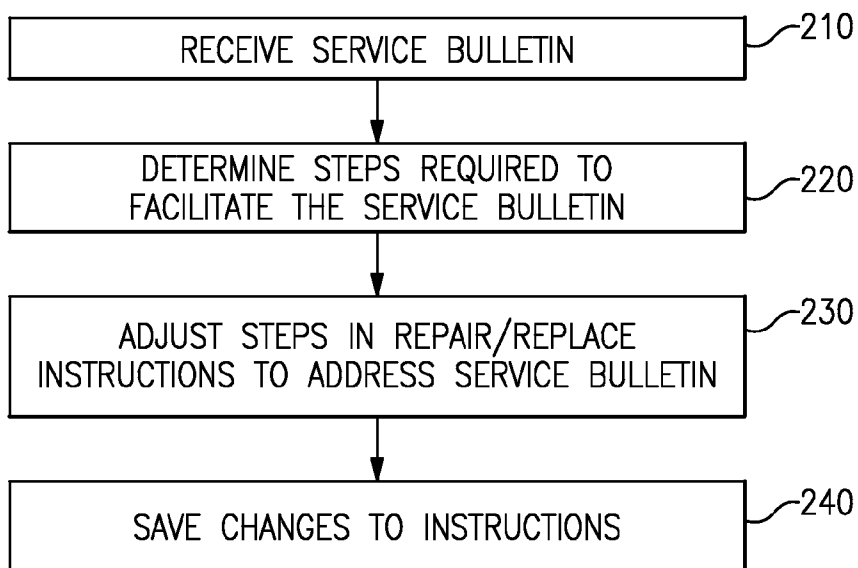 RECEIVE SERVICE BULLETIN
210
DETERMINE STEPS REQUIRED TO
FACILITATE THE SERVICE BULLETIN
220
ADJUST STEPS IN REPAIR/REPLACE
INSTRUCTIONS TO ADDRESS SERVICE BULLETIN
230
SAVE CHANGES TO INSTRUCTIONS
240